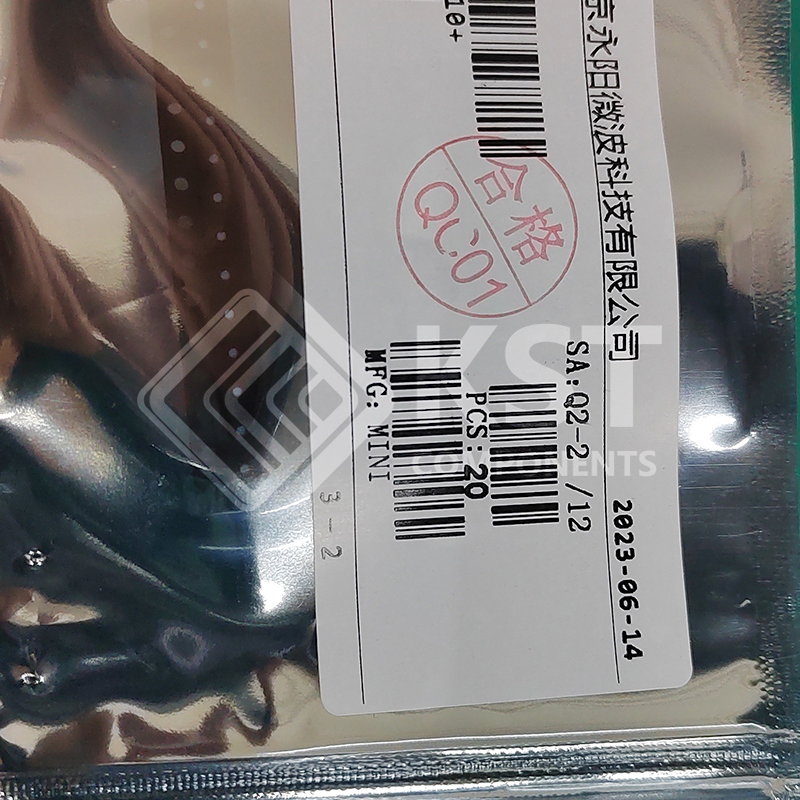 京永阳微波科技有限公司
2023-06-14
SA:Q2-2 /12
10+
PCS:20
MFG: MINI
合格
QC01
3-2
KST
COMPONENTS